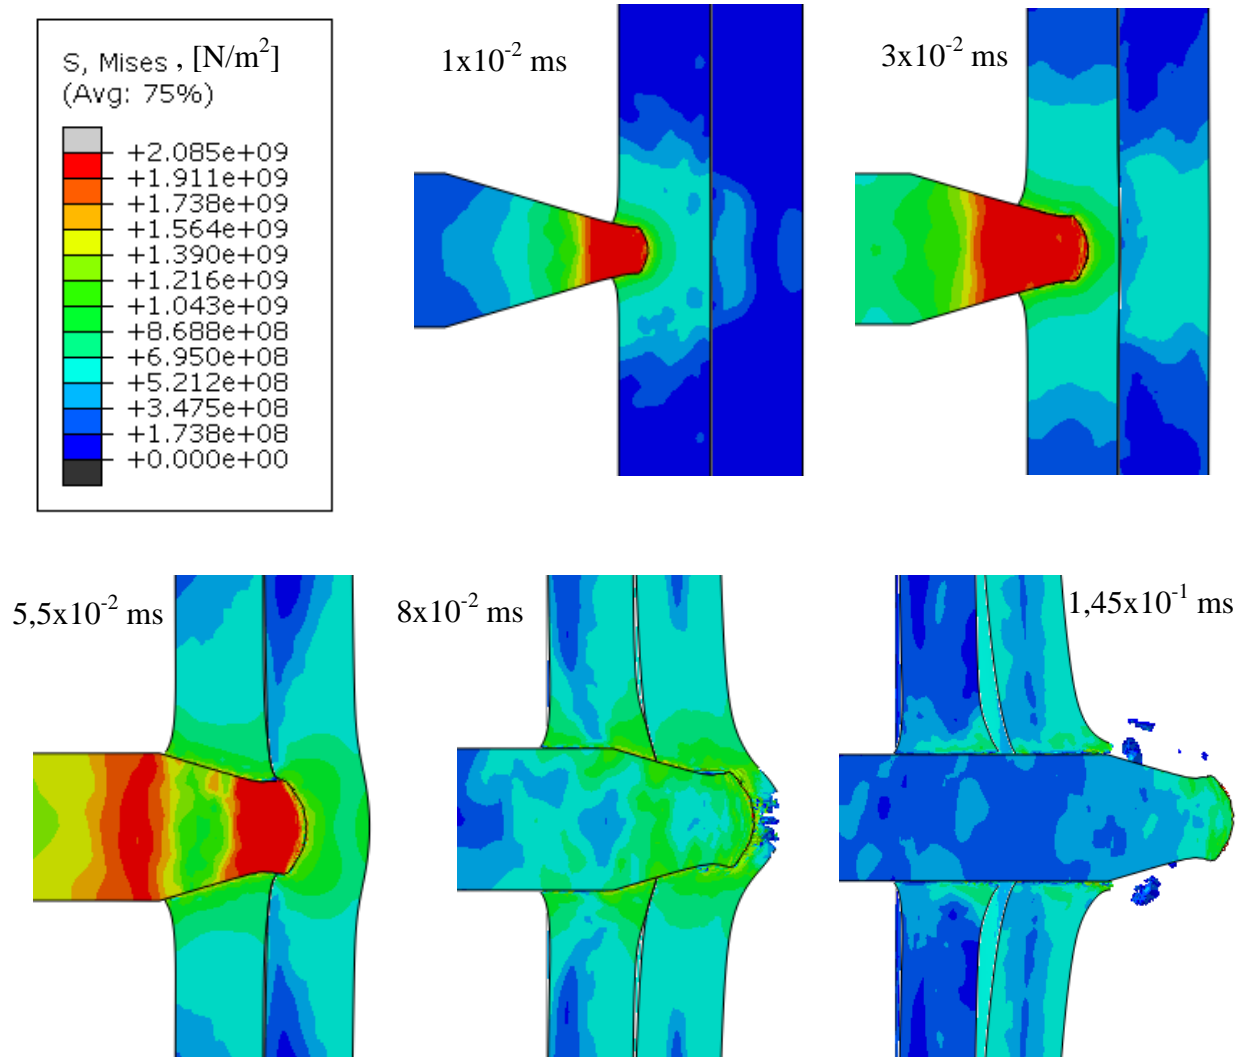 S, Mises , [N/m²]
(Avg: 75%)
+2.085e+09
+1.911e+09
+1.738e+09
+1.564e+09
+1.390e+09
+1.216e+09
+1.043e+09
+8.688e+08
+6.950e+08
+5.212e+08
+3.475e+08
+1.738e+08
+0.000e+00
1x10⁻² ms
3x10⁻² ms
5,5x10⁻² ms
8x10⁻² ms
1,45x10⁻¹ ms